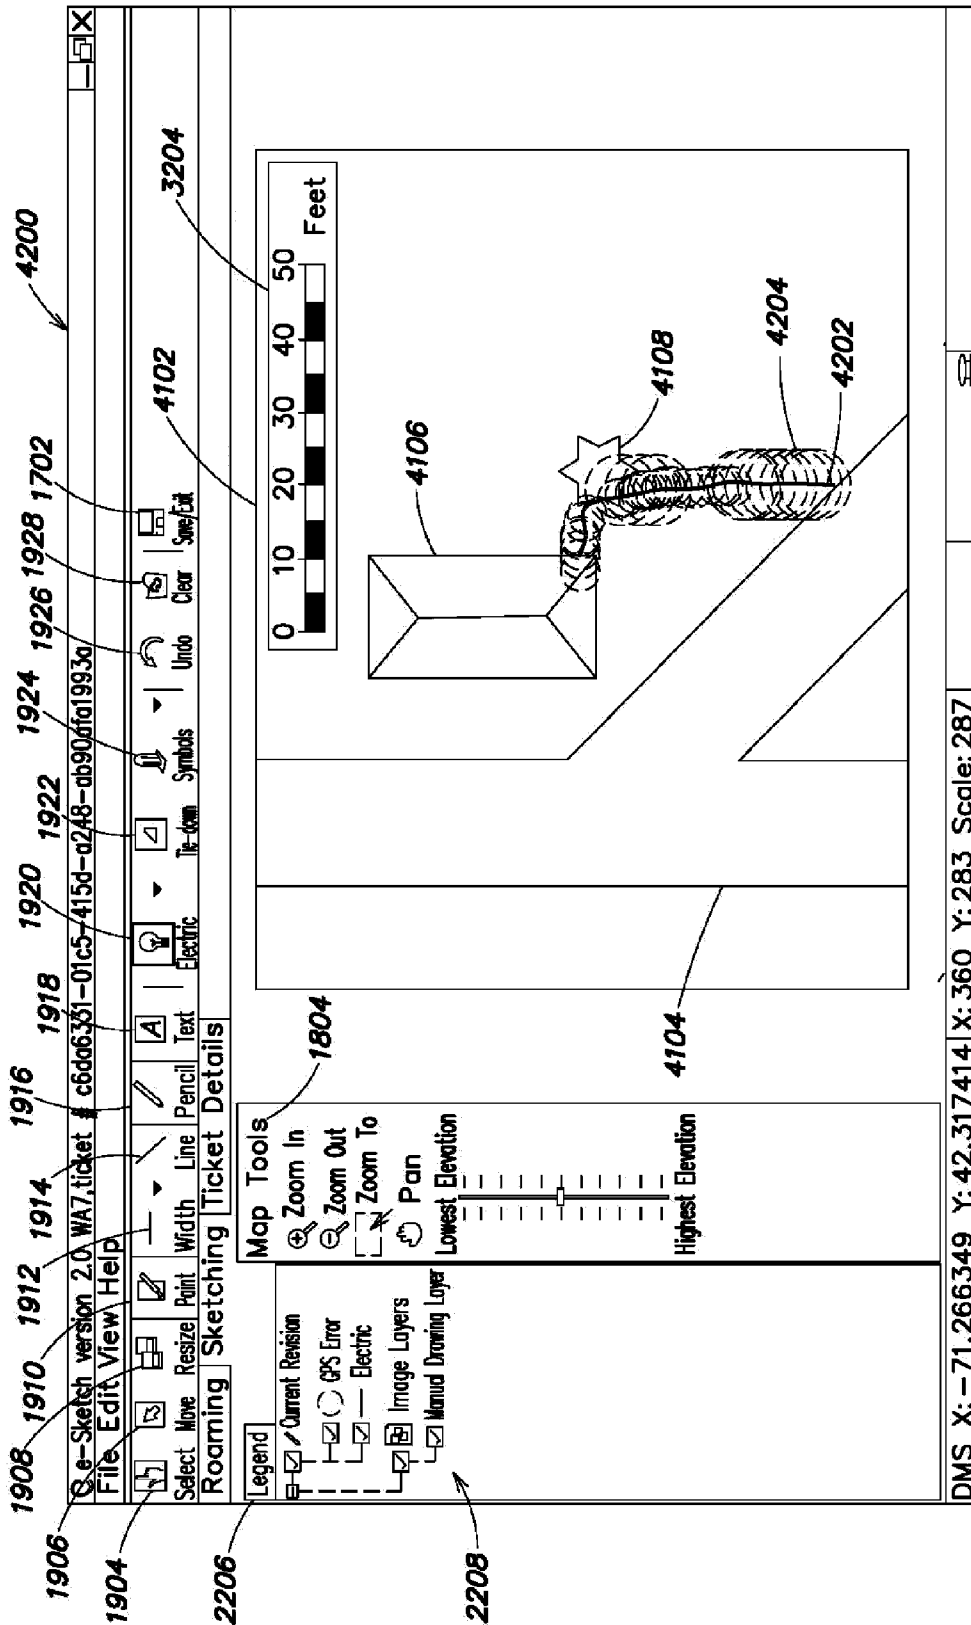 4200
1904
1906
1908
1910
1912
1914
1916
1918
1920
1922
1924
1926
1928
1702
4102
3204
e-Sketch version 2.0 WA7,ticket # c6da6331-01c5-415d-a248-ab90dfa1993a
File Edit View Help
Select Move Resize Paint Width Line Pencil Text Electric Tie-down Symbols Undo Clear Save/Exit
Roaming Sketching Ticket Details
2206
Legend
Current Revision
GPS Error
Electric
Image Layers
Manual Drawing Layer
2208
Map Tools
1804
Zoom In
Zoom Out
Zoom To
Pan
Lowest Elevation
Highest Elevation
0 10 20 30 40 50
Feet
4106
4108
4104
4204
4202
DMS X: -71.266349 Y: 42.317414 X: 360 Y: 283 Scale: 287